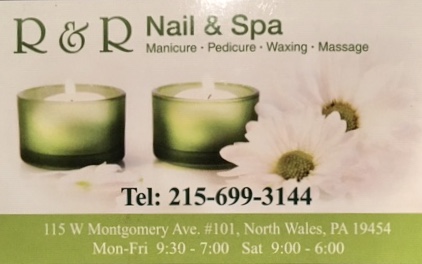 R & R Nail & Spa
Manicure · Pedicure · Waxing · Massage
Tel: 215-699-3144
115 W Montgomery Ave. #101, North Wales, PA 19454
Mon-Fri 9:30 - 7:00 Sat 9:00 - 6:00